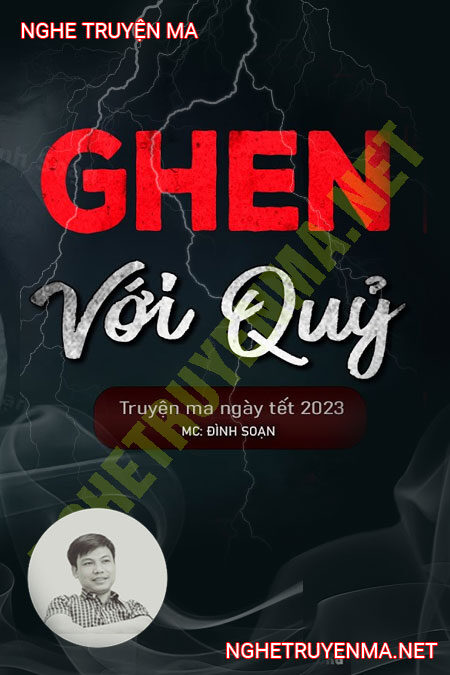 NGHE TRUYỆN MA
GHEN
Với Quỷ
Truyện ma ngày tết 2023
MC: ĐÌNH SOẠN
NGHETRUYENMA.NET
NGHETRUYENMA.NET